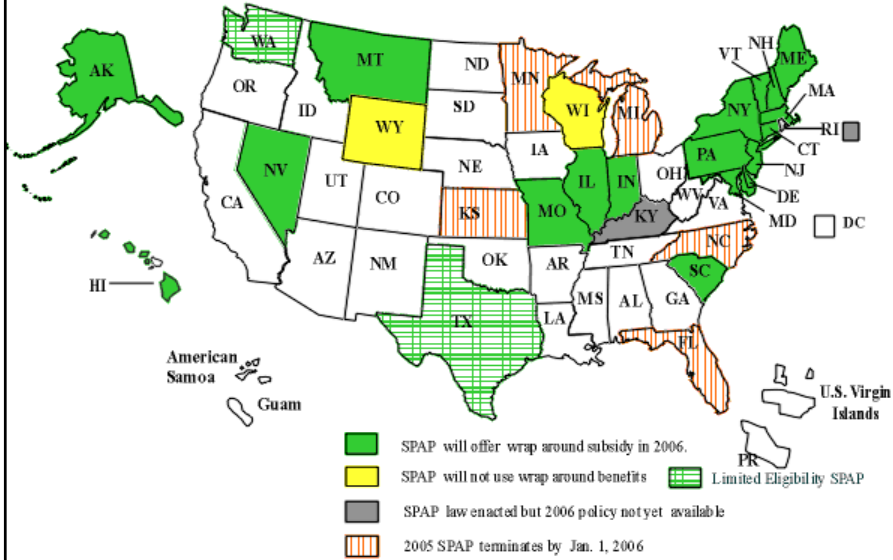 WA
MT
ND
MN
VT
NH
ME
AK
OR
ID
SD
WI
MI
NY
MA
RI
WY
IA
PA
CT
NV
NE
IL
IN
OH
NJ
UT
CO
WV
VA
DE
CA
KS
MO
KY
MD
DC
AZ
NM
OK
AR
TN
NC
SC
HI
MS
AL
GA
LA
TX
FL
American
Samoa
Guam
U.S. Virgin
Islands
PR
SPAP will offer wrap around subsidy in 2006.
SPAP will not use wrap around benefits
Limited Eligibility SPAP
SPAP law enacted but 2006 policy not yet available
2005 SPAP terminates by Jan. 1, 2006